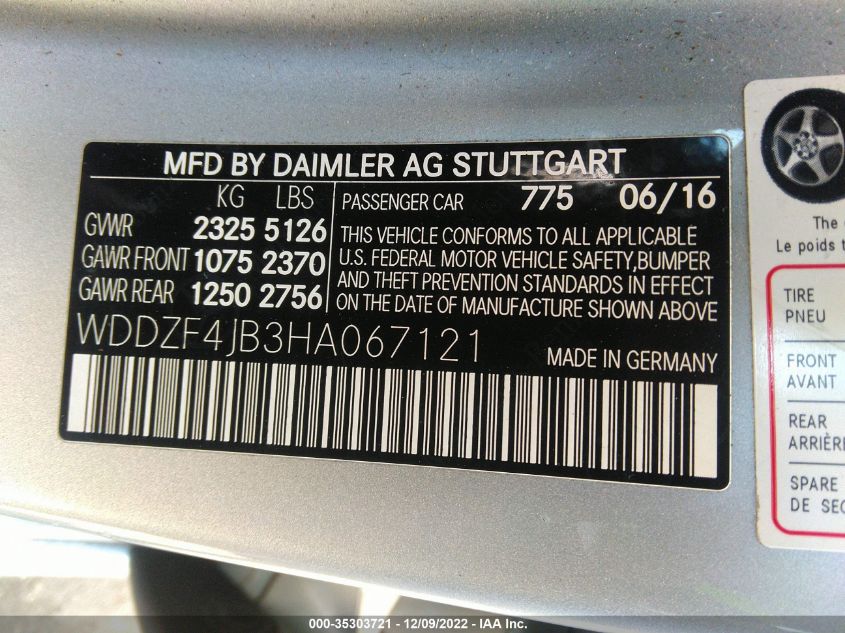 MFD BY DAIMLER AG STUTTGART
KG LBS
GVWR 2325 5126
GAWR FRONT 1075 2370
GAWR REAR 1250 2756
PASSENGER CAR 775 06/16
THIS VEHICLE CONFORMS TO ALL APPLICABLE
U.S. FEDERAL MOTOR VEHICLE SAFETY,BUMPER
AND THEFT PREVENTION STANDARDS IN EFFECT
ON THE DATE OF MANUFACTURE SHOWN ABOVE
WDDZF4JB3HA067121
MADE IN GERMANY
The
Le poids
TIRE
PNEU
FRONT
AVANT
REAR
ARRIÈRE
SPARE
DE
000-35303721 - 12/09/2022 - IAA Inc.